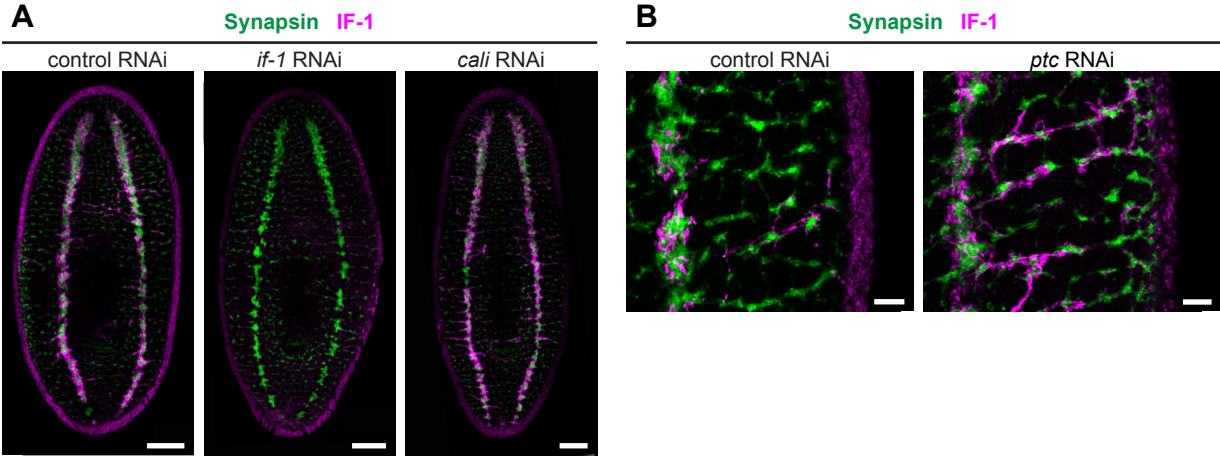 A
Synapsin IF-1
control RNAi
if-1 RNAi
cali RNAi
B
Synapsin IF-1
control RNAi
ptc RNAi